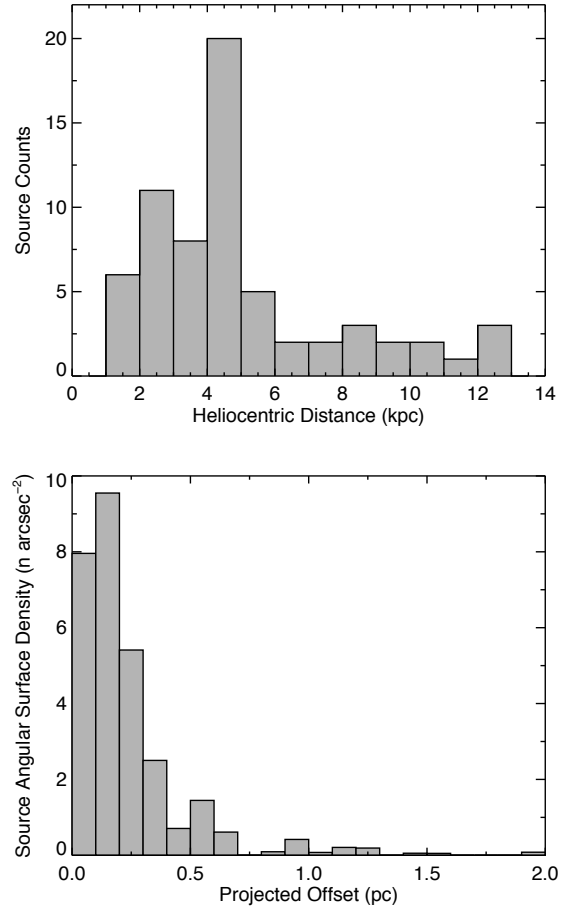 20
15
10
5
0
Source Counts
0 2 4 6 8 10 12 14
Heliocentric Distance (kpc)
10
8
6
4
2
0
Source Angular Surface Density (n arcsec⁻²)
0.0 0.5 1.0 1.5 2.0
Projected Offset (pc)